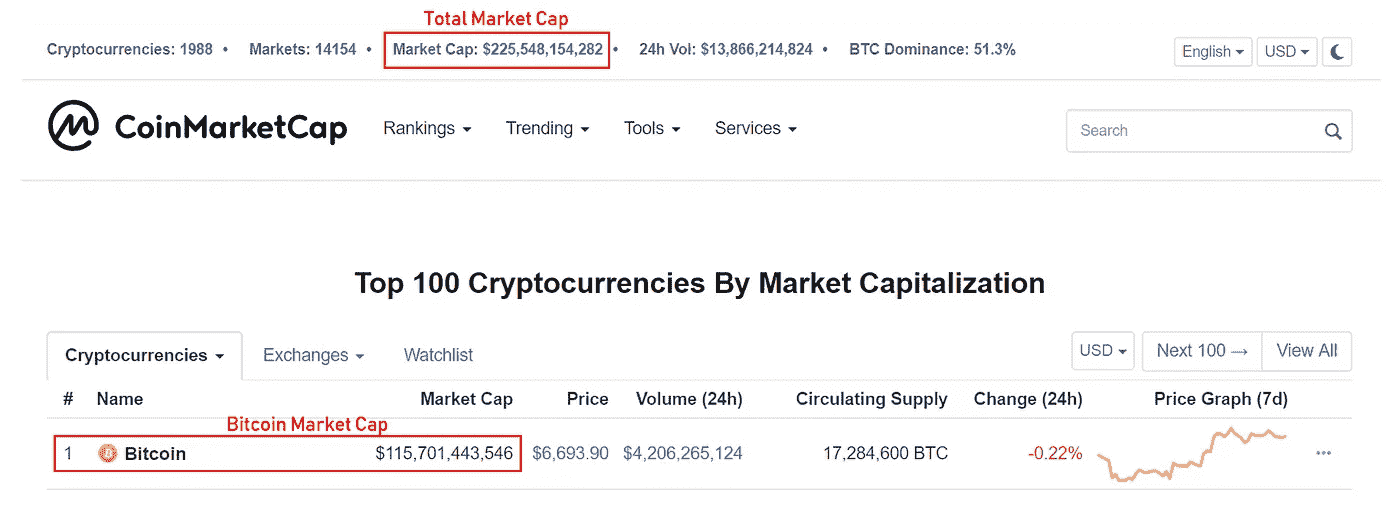 Total Market Cap
Cryptocurrencies: 1988 • Markets: 14154 • Market Cap: $225,548,154,282 • 24h Vol: $13,866,214,824 • BTC Dominance: 51.3% English USD
CoinMarketCap Rankings Trending Tools Services Search
Top 100 Cryptocurrencies By Market Capitalization
Cryptocurrencies Exchanges Watchlist USD Next 100 → View All
# Name Market Cap Price Volume (24h) Circulating Supply Change (24h) Price Graph (7d)
Bitcoin Market Cap
1 Bitcoin $115,701,443,546 $6,693.90 $4,206,265,124 17,284,600 BTC -0.22%